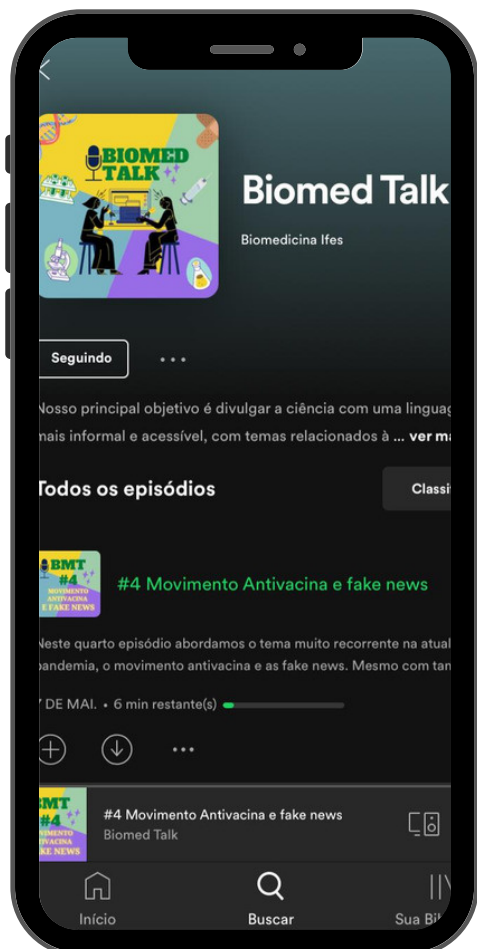 BIOMED
TALK
Biomed Talk
Biomedicina Ifes
Seguindo
Nosso principal objetivo é divulgar a ciência com uma linguag
mais informal e acessível, com temas relacionados à ... ver ma
Todos os episódios
Classi
BMT
#4
MOVIMENTO
ANTIVACINA
E FAKE NEWS
#4 Movimento Antivacina e fake news
Neste quarto episódio abordamos o tema muito recorrente na atual
pandemia, o movimento antivacina e as fake news. Mesmo com tan
7 DE MAI. • 6 min restante(s)
BMT
#4
MOVIMENTO
ANTIVACINA
FAKE NEWS
#4 Movimento Antivacina e fake news
Biomed Talk
Início
Buscar
Sua Bi